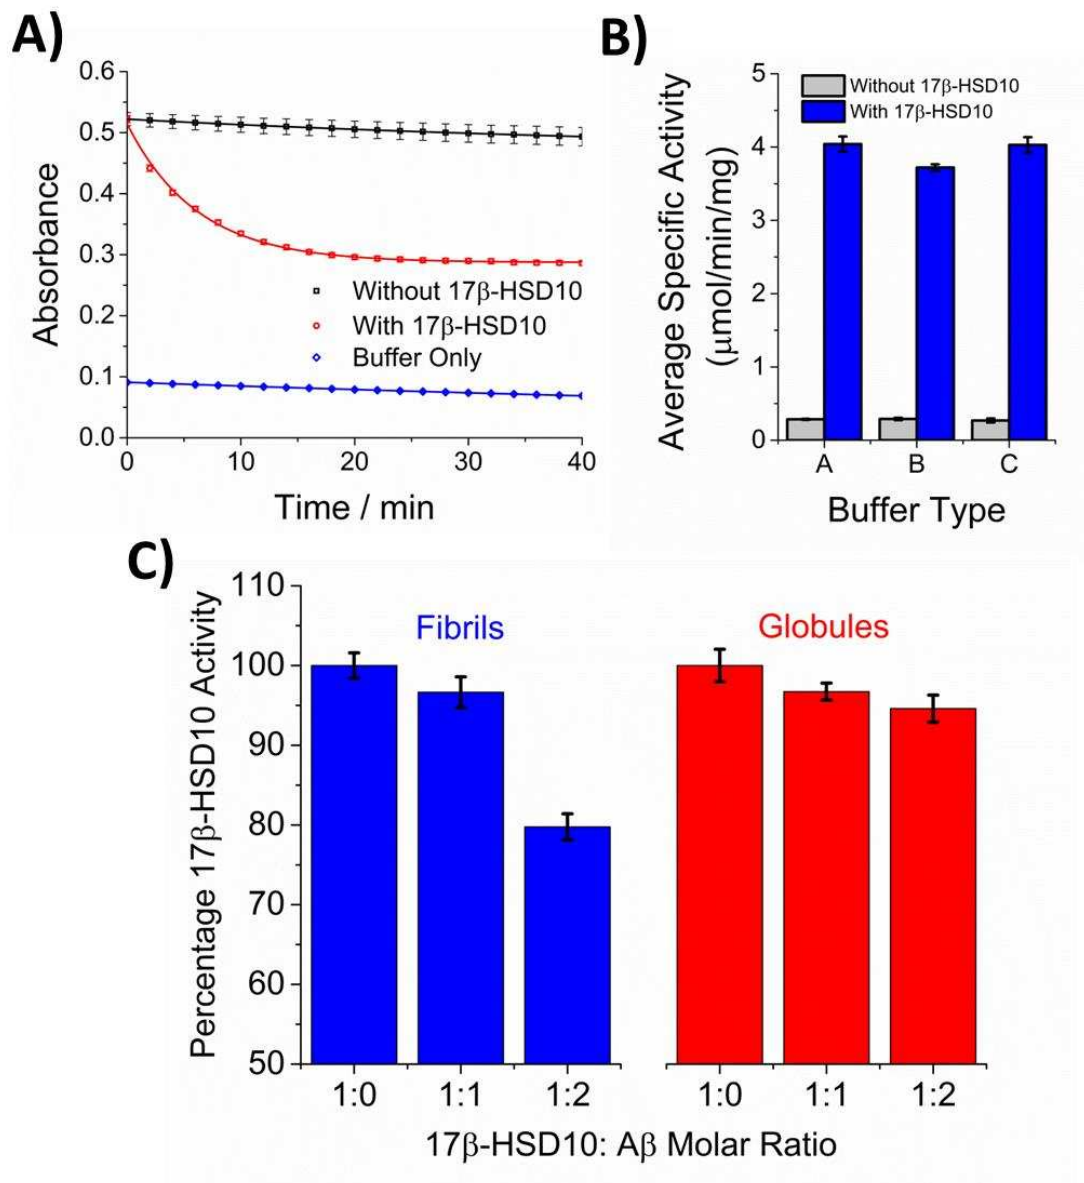 A)
Absorbance
0.6
0.5
0.4
0.3
0.2
0.1
0.0
Without 17β-HSD10
With 17β-HSD10
Buffer Only
0 10 20 30 40
Time / min
B)
Average Specific Activity
(μmol/min/mg)
5
4
3
2
1
0
Without 17β-HSD10
With 17β-HSD10
A B C
Buffer Type
C)
Percentage 17β-HSD10 Activity
110
100
90
80
70
60
50
Fibrils
Globules
1:0 1:1 1:2 1:0 1:1 1:2
17β-HSD10: Aβ Molar Ratio